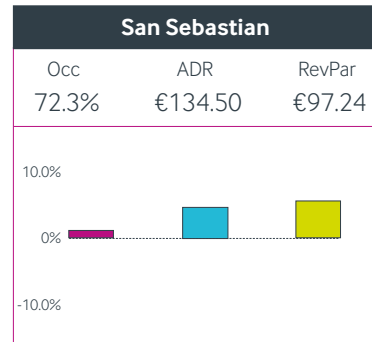 San Sebastian
Occ ADR RevPar
72.3% €134.50 €97.24
10.0%
0%
-10.0%